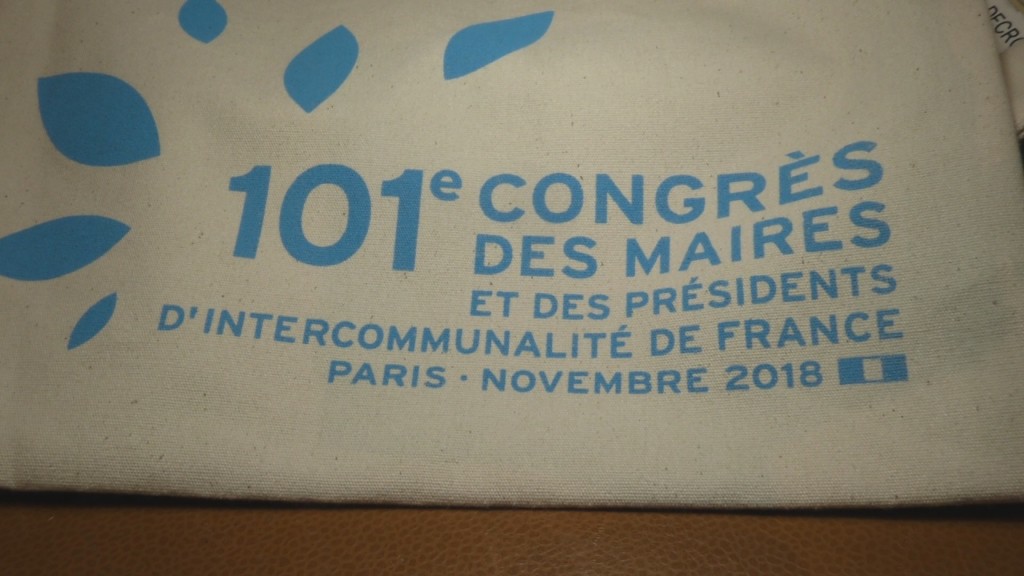 101e CONGRÈS
DES MAIRES
ET DES PRÉSIDENTS
D'INTERCOMMUNALITÉ DE FRANCE
PARIS · NOVEMBRE 2018